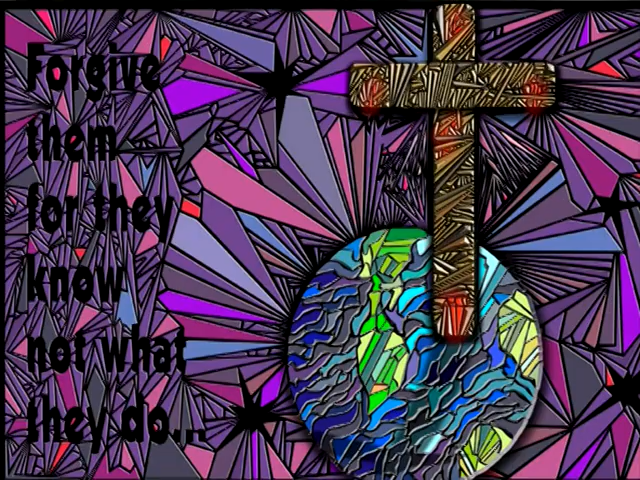 Forgive
them
for they
know
not what
they do...